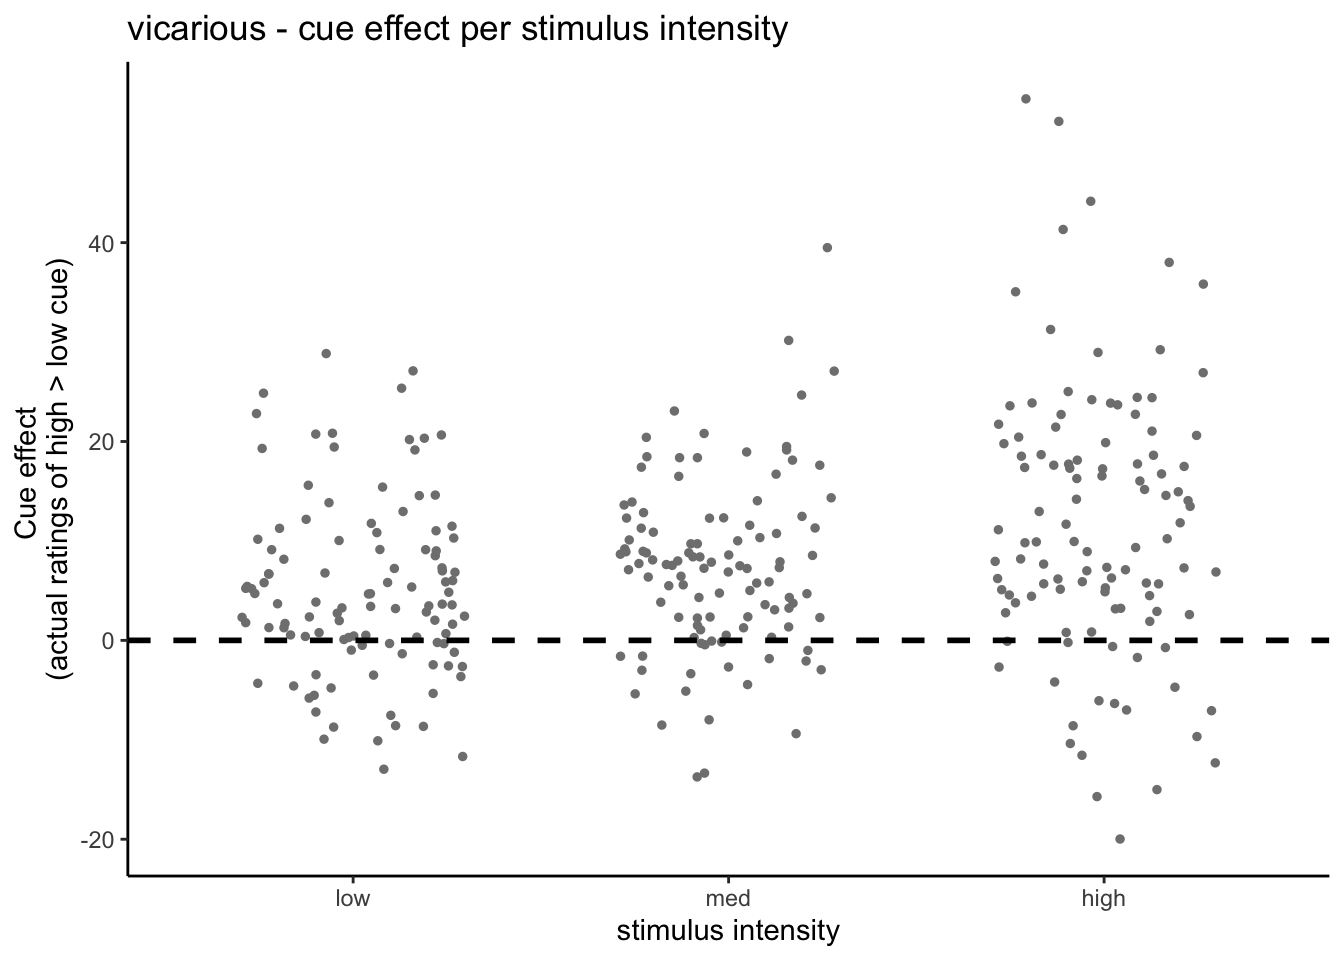 vicarious - cue effect per stimulus intensity
Cue effect
(actual ratings of high > low cue)
40
20
0
-20
low
med
high
stimulus intensity